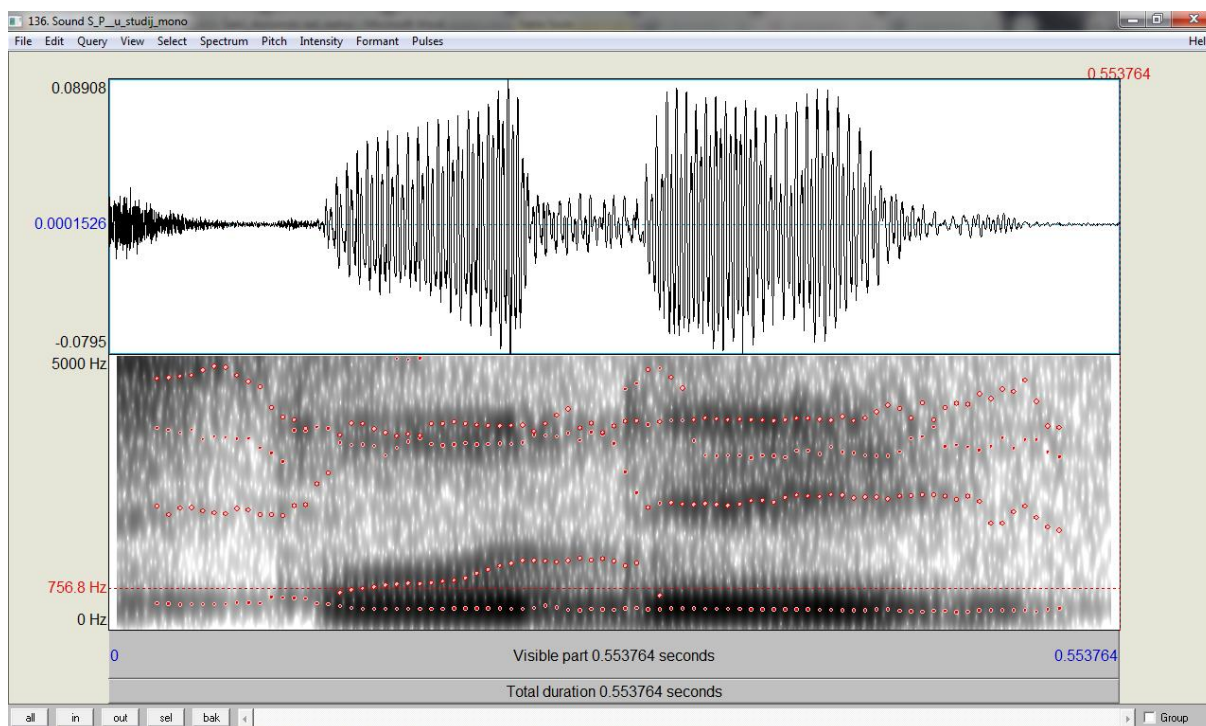 136. Sound S_P__u_studij_mono
File Edit Query View Select Spectrum Pitch Intensity Formant Pulses Hel
0.553764
0.08908
0.0001526
-0.0795
5000 Hz
756.8 Hz
0 Hz
0 Visible part 0.553764 seconds 0.553764
Total duration 0.553764 seconds
all in out sel bak Group